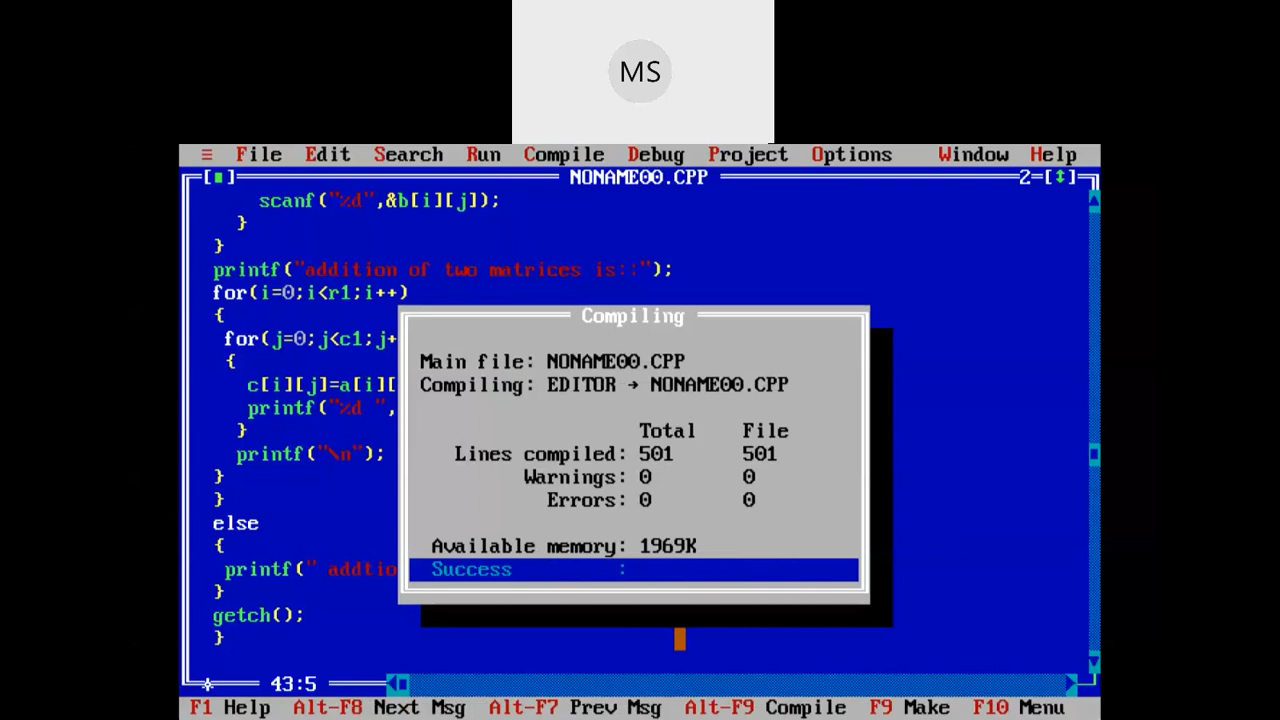 MS
≡ File Edit Search Run Compile Debug Project Options Window Help
[■] NONAME00.CPP 2=[↕]
scanf("%d",&b[i][j]);
}
}
printf("addition of two matrices is::");
for(i=0;i<r1;i++)
{
for(j=0;j<c1;j+
{
c[i][j]=a[i][
printf("%d ",
}
printf("\n");
}
}
else
{
printf(" addtio
}
getch();
}
Compiling
Main file: NONAME00.CPP
Compiling: EDITOR → NONAME00.CPP
Total File
Lines compiled: 501 501
Warnings: 0 0
Errors: 0 0
Available memory: 1969K
Success :
43:5
F1 Help Alt-F8 Next Msg Alt-F7 Prev Msg Alt-F9 Compile F9 Make F10 Menu